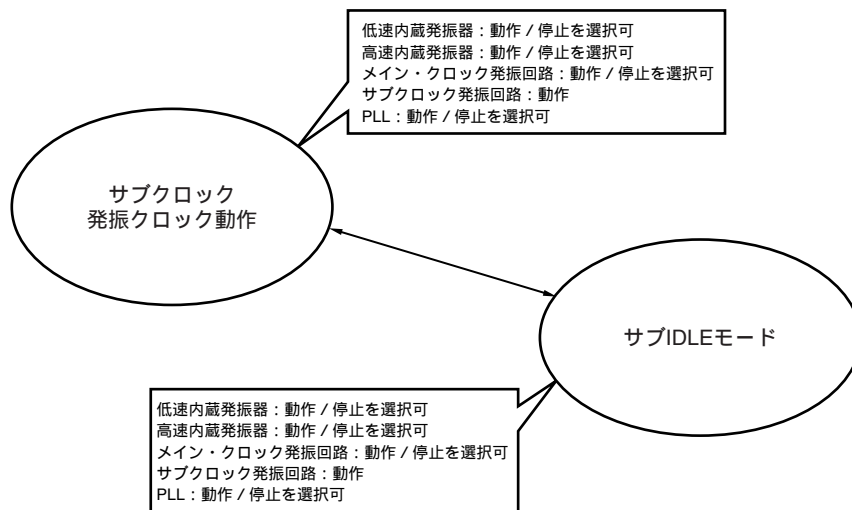 低速内蔵発振器：動作 / 停止を選択可
高速内蔵発振器：動作 / 停止を選択可
メイン・クロック発振回路：動作 / 停止を選択可
サブクロック発振回路：動作
PLL：動作 / 停止を選択可
サブクロック
発振クロック動作
サブIDLEモード
低速内蔵発振器：動作 / 停止を選択可
高速内蔵発振器：動作 / 停止を選択可
メイン・クロック発振回路：動作 / 停止を選択可
サブクロック発振回路：動作
PLL：動作 / 停止を選択可